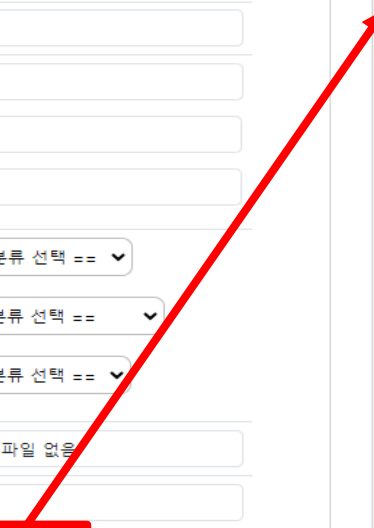 분류 선택 ==
분류 선택 ==
분류 선택 ==
파일 없음